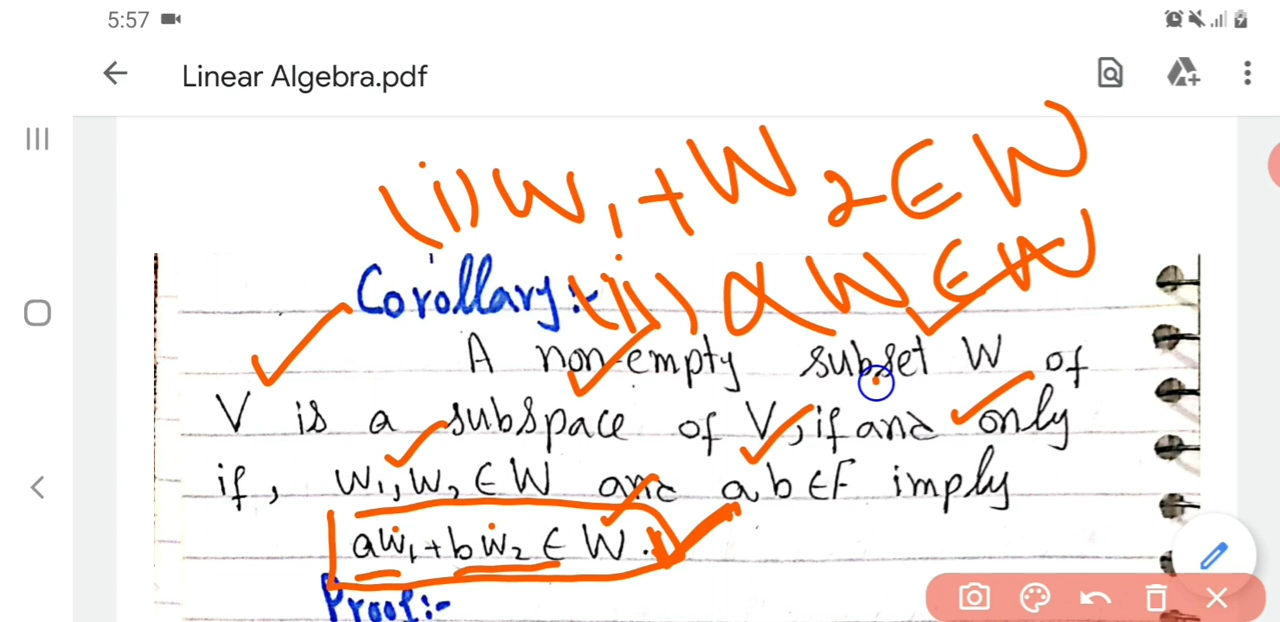 5:57
Linear Algebra.pdf
(i) W₁ + W₂ ∈ W
Corollary:- (ii) α W ∈ W
A non-empty subset W of
V is a subspace of V, if and only
if, W₁, W₂ ∈ W and a, b ∈ F imply
aW₁ + bW₂ ∈ W.
Proof:-